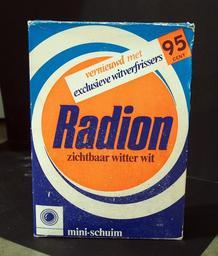 vernieuwd met
exclusieve witverfrissers
95
CENT
Radion
zichtbaar witter wit
mini-schuim